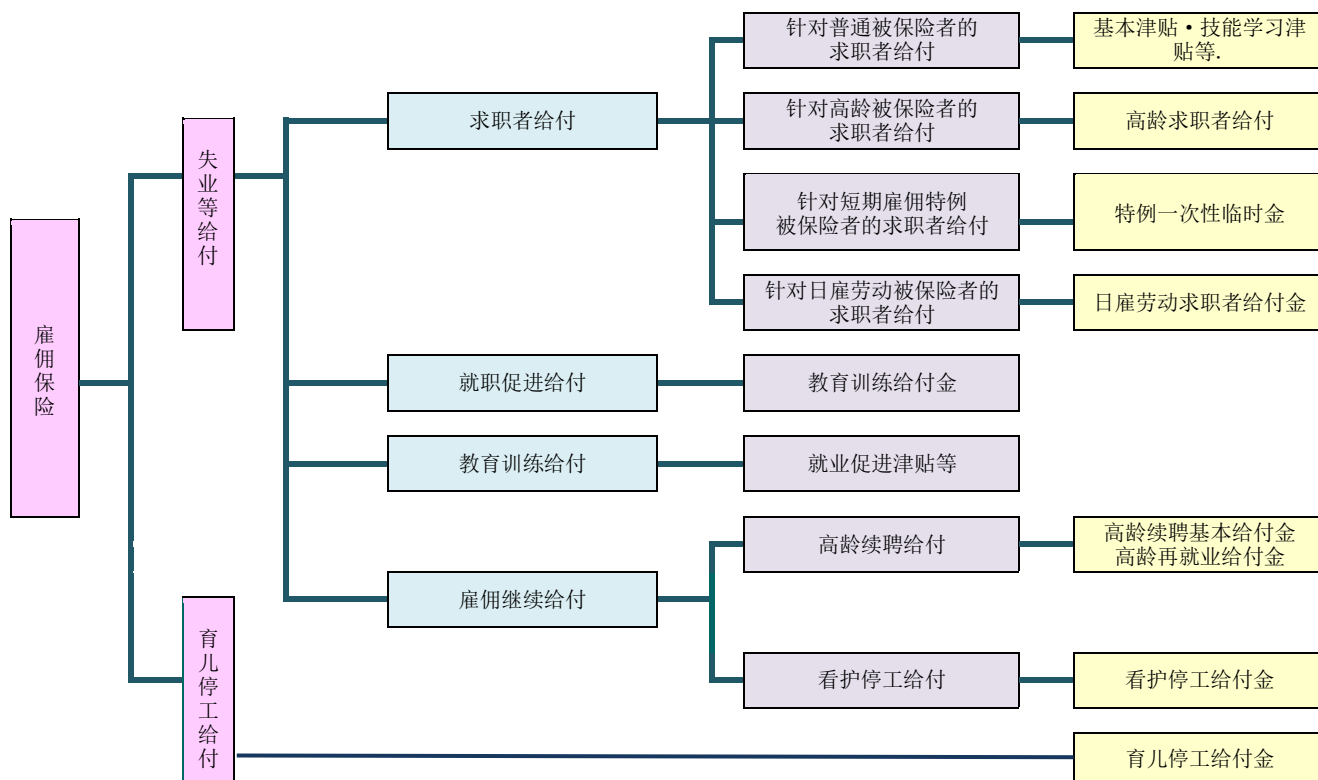 雇佣保险
失业等给付
育儿停工给付
求职者给付
针对普通被保险者的
求职者给付
基本津贴·技能学习津
贴等.
针对高龄被保险者的
求职者给付
高龄求职者给付
针对短期雇佣特例
被保险者的求职者给付
特例一次性临时金
针对日雇劳动被保险者的
求职者给付
日雇劳动求职者给付金
就职促进给付
教育训练给付金
教育训练给付
就业促进津贴等
雇佣继续给付
高龄续聘给付
高龄续聘基本给付金
高龄再就业给付金
看护停工给付
看护停工给付金
育儿停工给付金